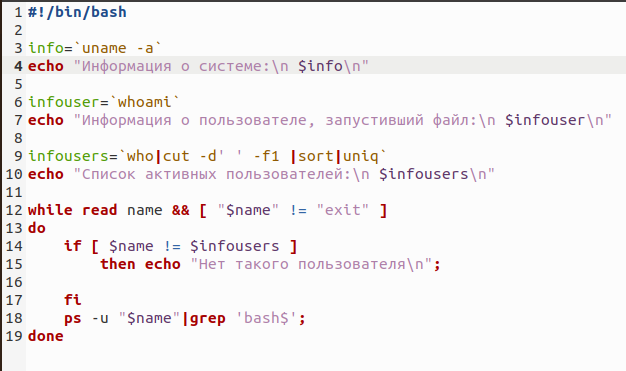 1 #!/bin/bash
2
3 info=`uname -a`
4 echo "Информация о системе:\n $info\n"
5
6 infouser=`whoami`
7 echo "Информация о пользователе, запустивший файл:\n $infouser\n"
8
9 infousers=`who|cut -d' ' -f1 |sort|uniq`
10 echo "Список активных пользователей:\n $infousers\n"
11
12 while read name && [ "$name" != "exit" ]
13 do
14     if [ $name != $infousers ]
15         then echo "Нет такого пользователя\n";
16
17     fi
18     ps -u "$name"|grep 'bash$';
19 done